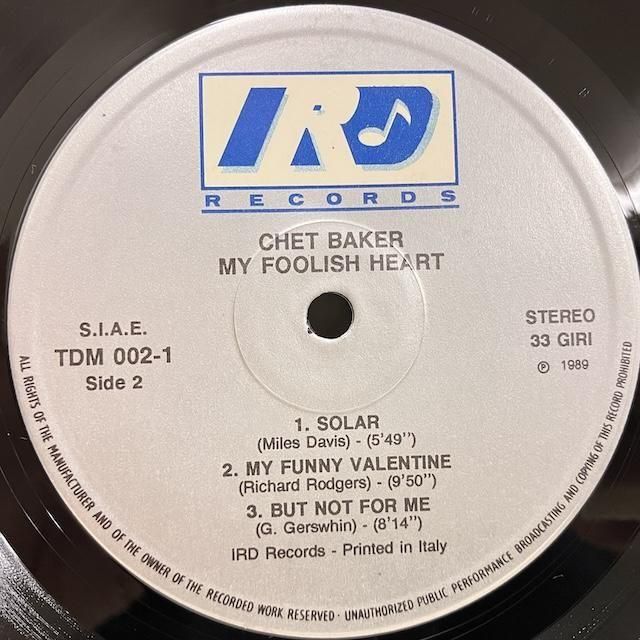 IRD
RECORDS
CHET BAKER
MY FOOLISH HEART
S.I.A.E.
TDM 002-1
Side 2
STEREO
33 GIRI
℗ 1989
1. SOLAR
(Miles Davis) - (5'49'')
2. MY FUNNY VALENTINE
(Richard Rodgers) - (9'50'')
3. BUT NOT FOR ME
(G. Gerswhin) - (8'14'')
IRD Records - Printed in Italy
ALL RIGHTS OF THE MANUFACTURER AND OF THE OWNER OF THE RECORDED WORK RESERVED · UNAUTHORIZED PUBLIC PERFORMANCE BROADCASTING AND COPYING OF THIS RECORD PROHIBITED